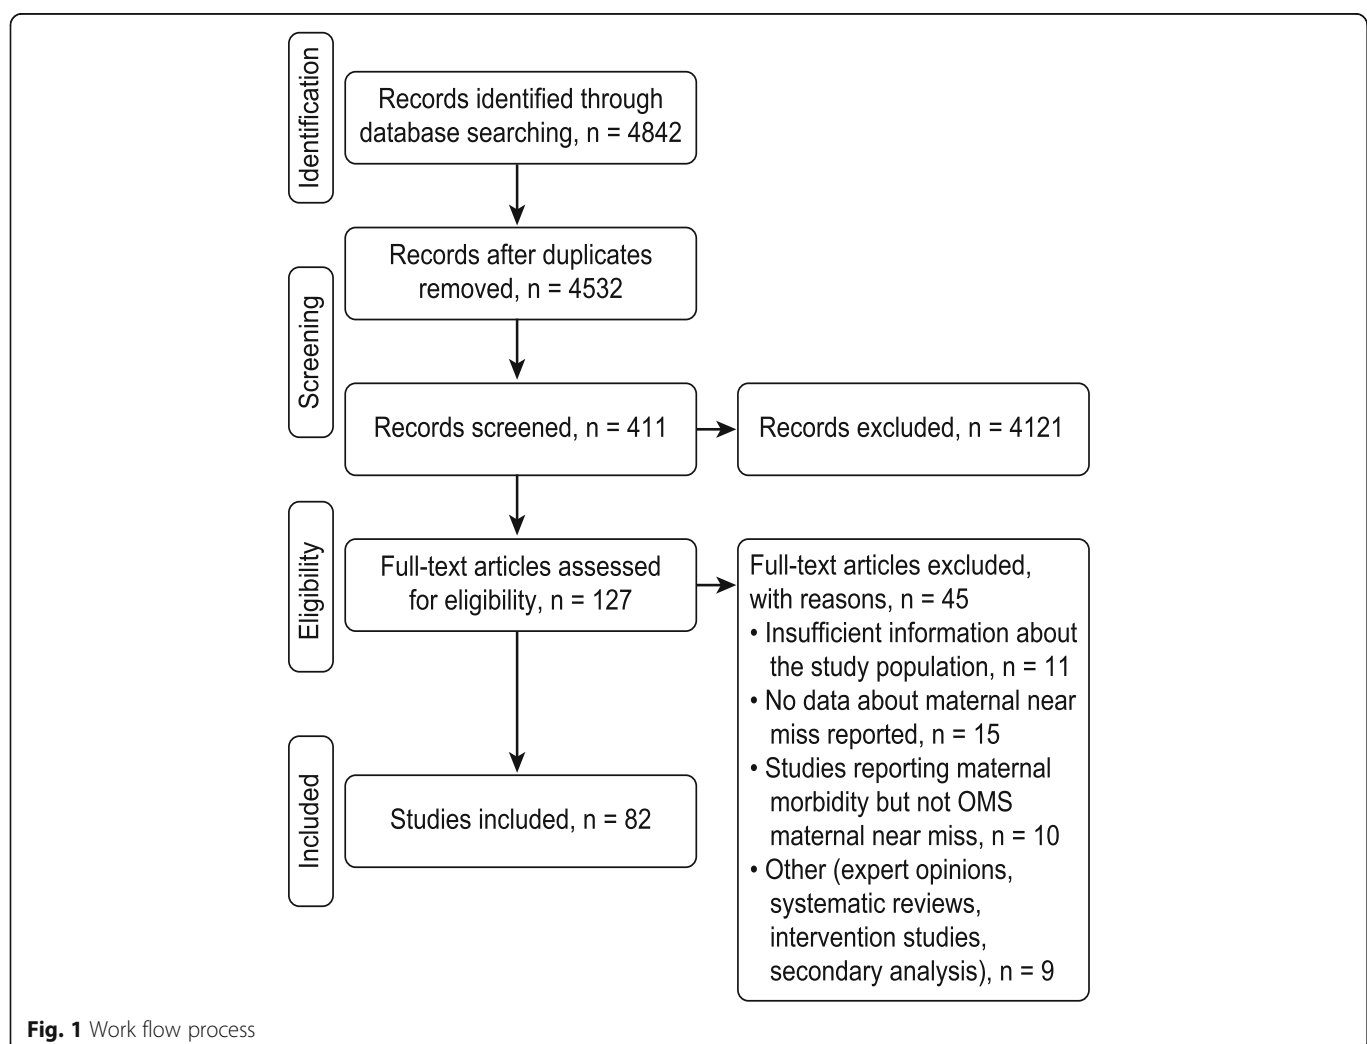 Identification
Records identified through
database searching, n = 4842
Records after duplicates
removed, n = 4532
Screening
Records screened, n = 411
Records excluded, n = 4121
Eligibility
Full-text articles assessed
for eligibility, n = 127
Full-text articles excluded,
with reasons, n = 45
• Insufficient information about
the study population, n = 11
• No data about maternal near
miss reported, n = 15
• Studies reporting maternal
morbidity but not OMS
maternal near miss, n = 10
• Other (expert opinions,
systematic reviews,
intervention studies,
secondary analysis), n = 9
Included
Studies included, n = 82
Fig. 1 Work flow process